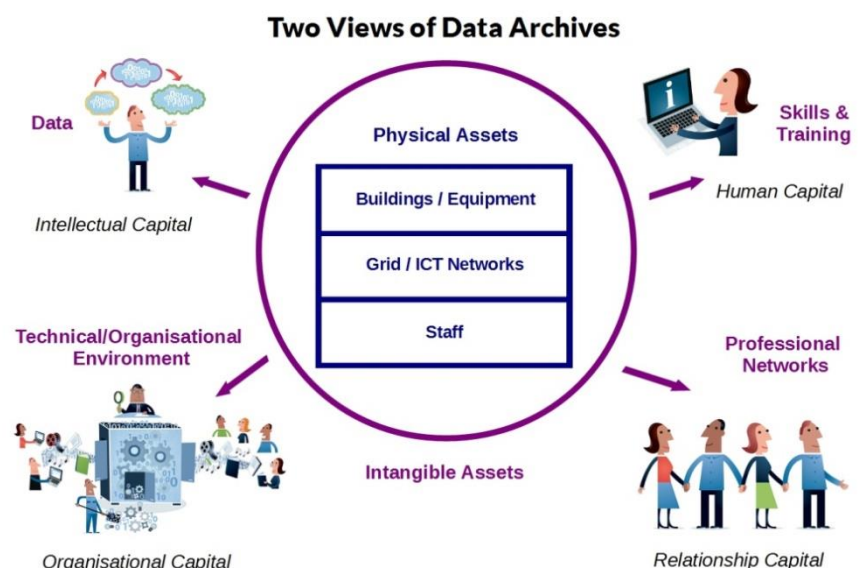 Two Views of Data Archives
Data
Intellectual Capital
Physical Assets
Buildings / Equipment
Grid / ICT Networks
Staff
i
Skills &
Training
Human Capital
Technical/Organisational
Environment
Organisational Capital
Intangible Assets
Professional
Networks
Relationship Capital